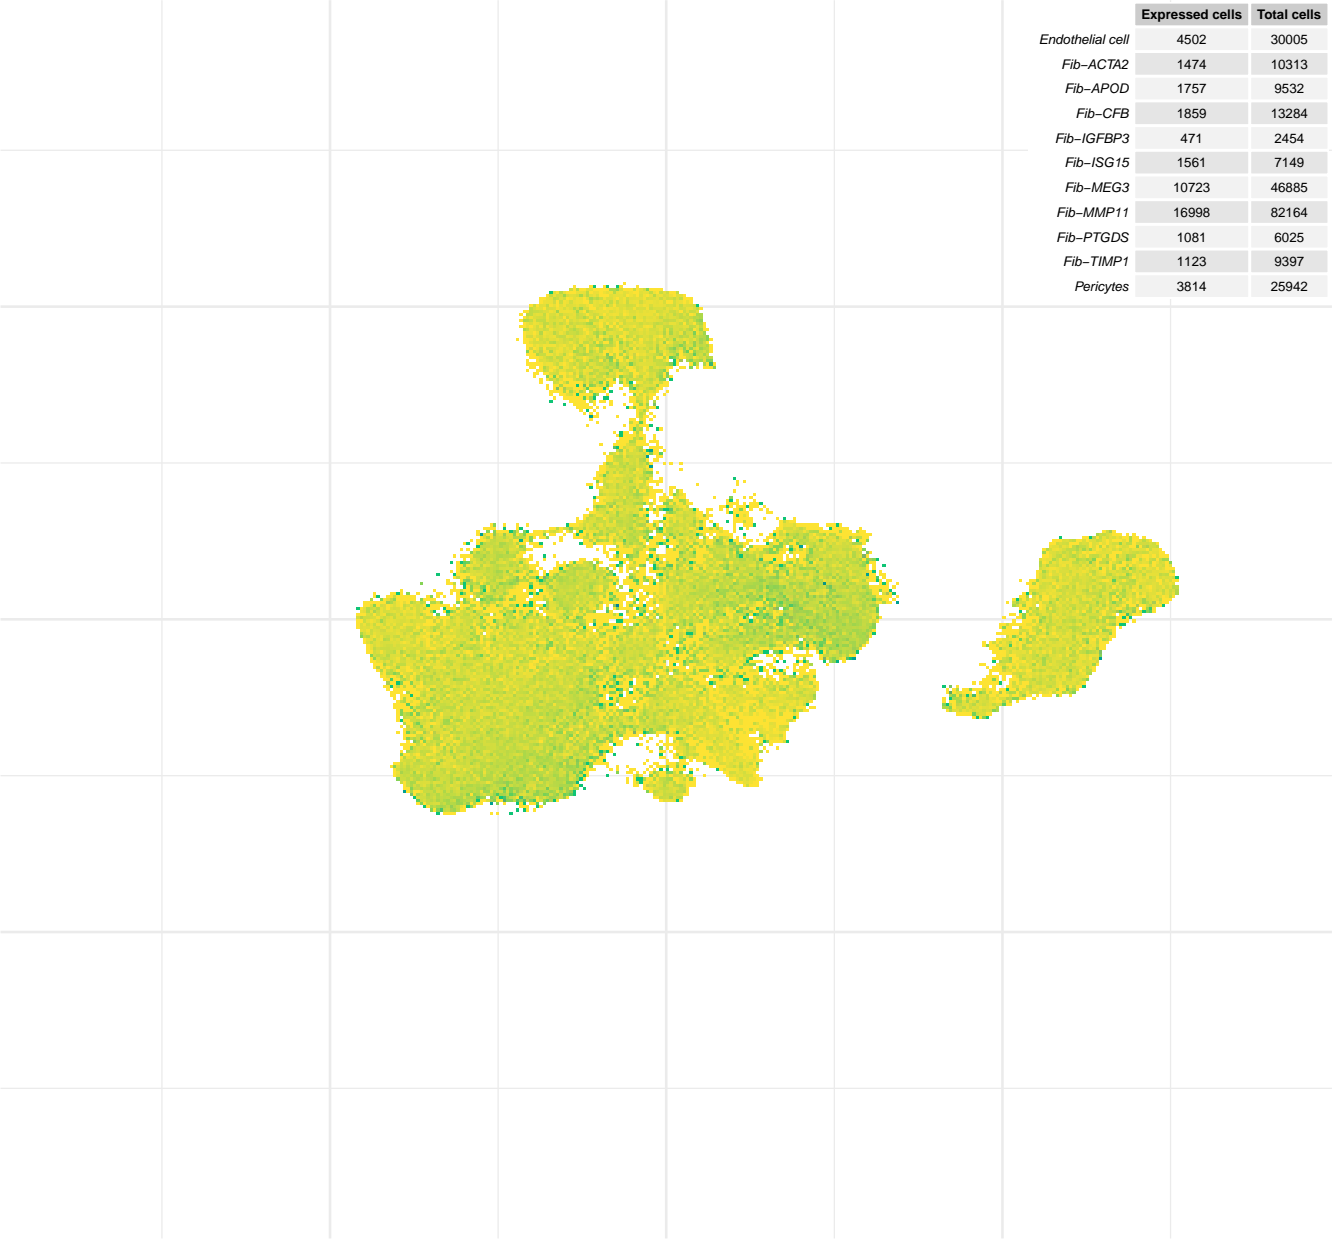 Expressed cells Total cells
Endothelial cell 4502 30005
Fib−ACTA2 1474 10313
Fib−APOD 1757 9532
Fib−CFB 1859 13284
Fib−IGFBP3 471 2454
Fib−ISG15 1561 7149
Fib−MEG3 10723 46885
Fib−MMP11 16998 82164
Fib−PTGDS 1081 6025
Fib−TIMP1 1123 9397
Pericytes 3814 25942